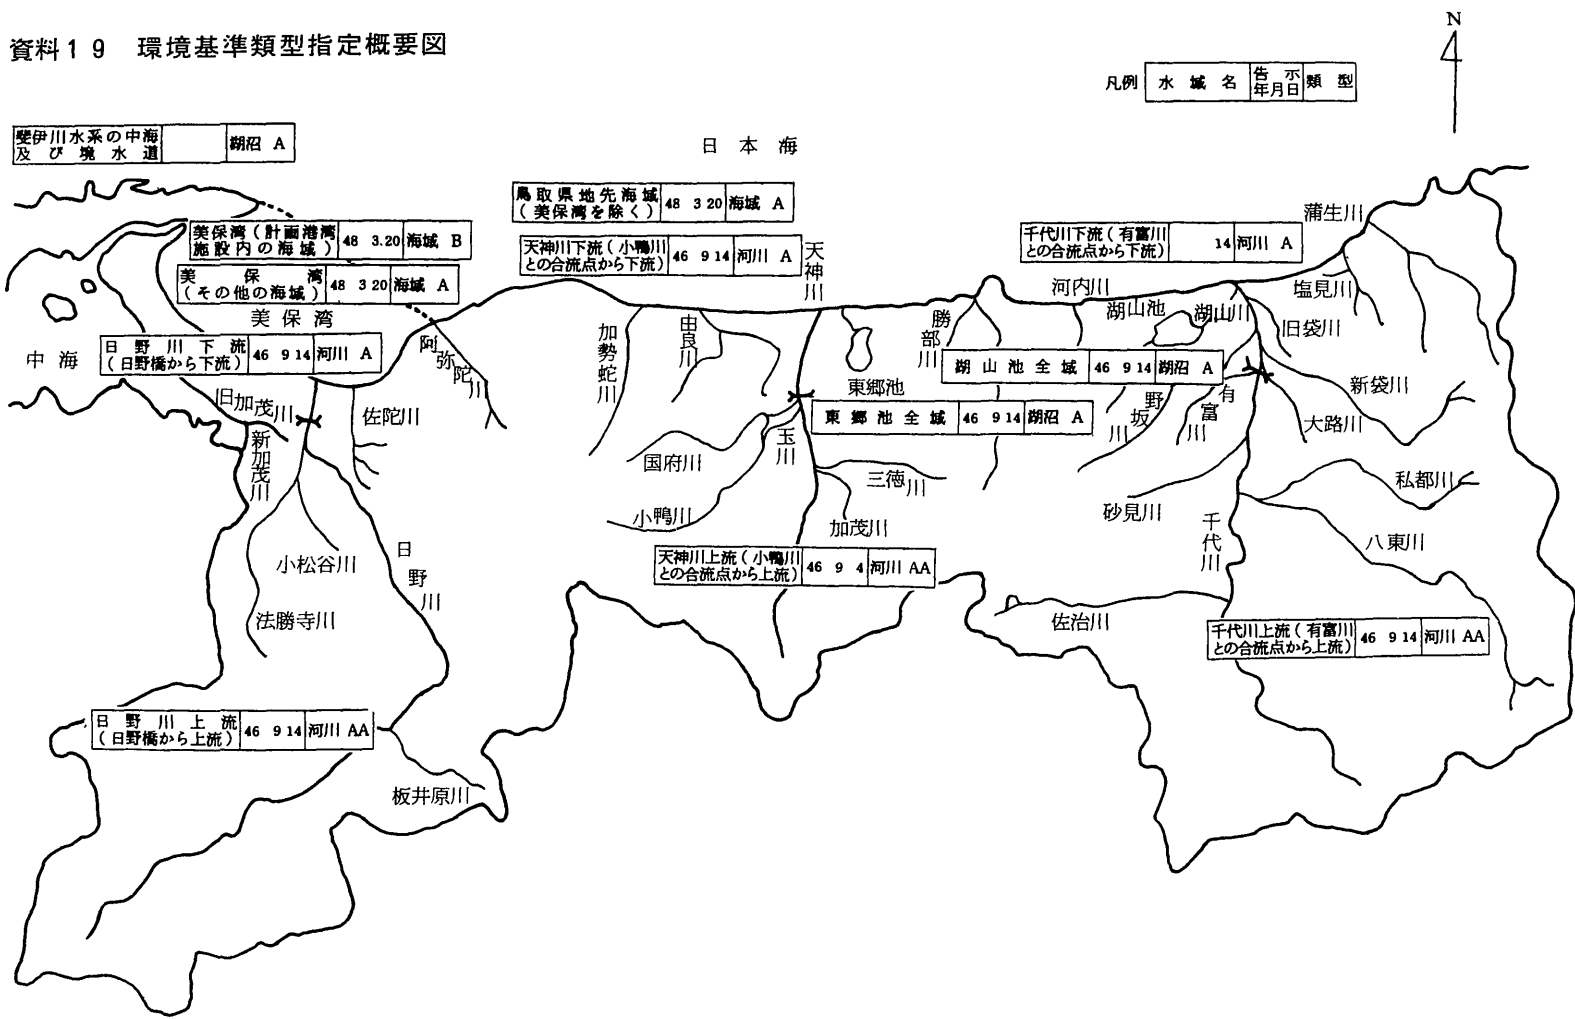 資料19　環境基準類型指定概要図
N
凡例 水域名 告示年月日 類型
斐伊川水系の中海及び境水道 湖沼 A
日本海
鳥取県地先海域(美保湾を除く) 48 3 20 海域 A
美保湾(計画港湾施設内の海域) 48 3.20 海域 B
天神川下流(小鴨川との合流点から下流) 46 9 14 河川 A
天神川
千代川下流(有富川との合流点から下流) 14 河川 A
蒲生川
美保湾(その他の海域) 48 3 20 海域 A
美保湾
河内川
塩見川
湖山池
湖山川
旧袋川
中海
日野川下流(日野橋から下流) 46 9 14 河川 A
阿弥陀川
加勢蛇川
由良川
勝部川
湖山池全域 46 9 14 湖沼 A
東郷池
東郷池全域 46 9 14 湖沼 A
新袋川
大路川
野坂川
有富川
旧加茂川
新加茂川
佐陀川
国府川
玉川
三徳川
小鴨川
加茂川
砂見川
千代川
私都川
八東川
小松谷川
日野川
法勝寺川
天神川上流(小鴨川との合流点から上流) 46 9 4 河川 AA
佐治川
千代川上流(有富川との合流点から上流) 46 9 14 河川 AA
日野川上流(日野橋から上流) 46 9 14 河川 AA
板井原川